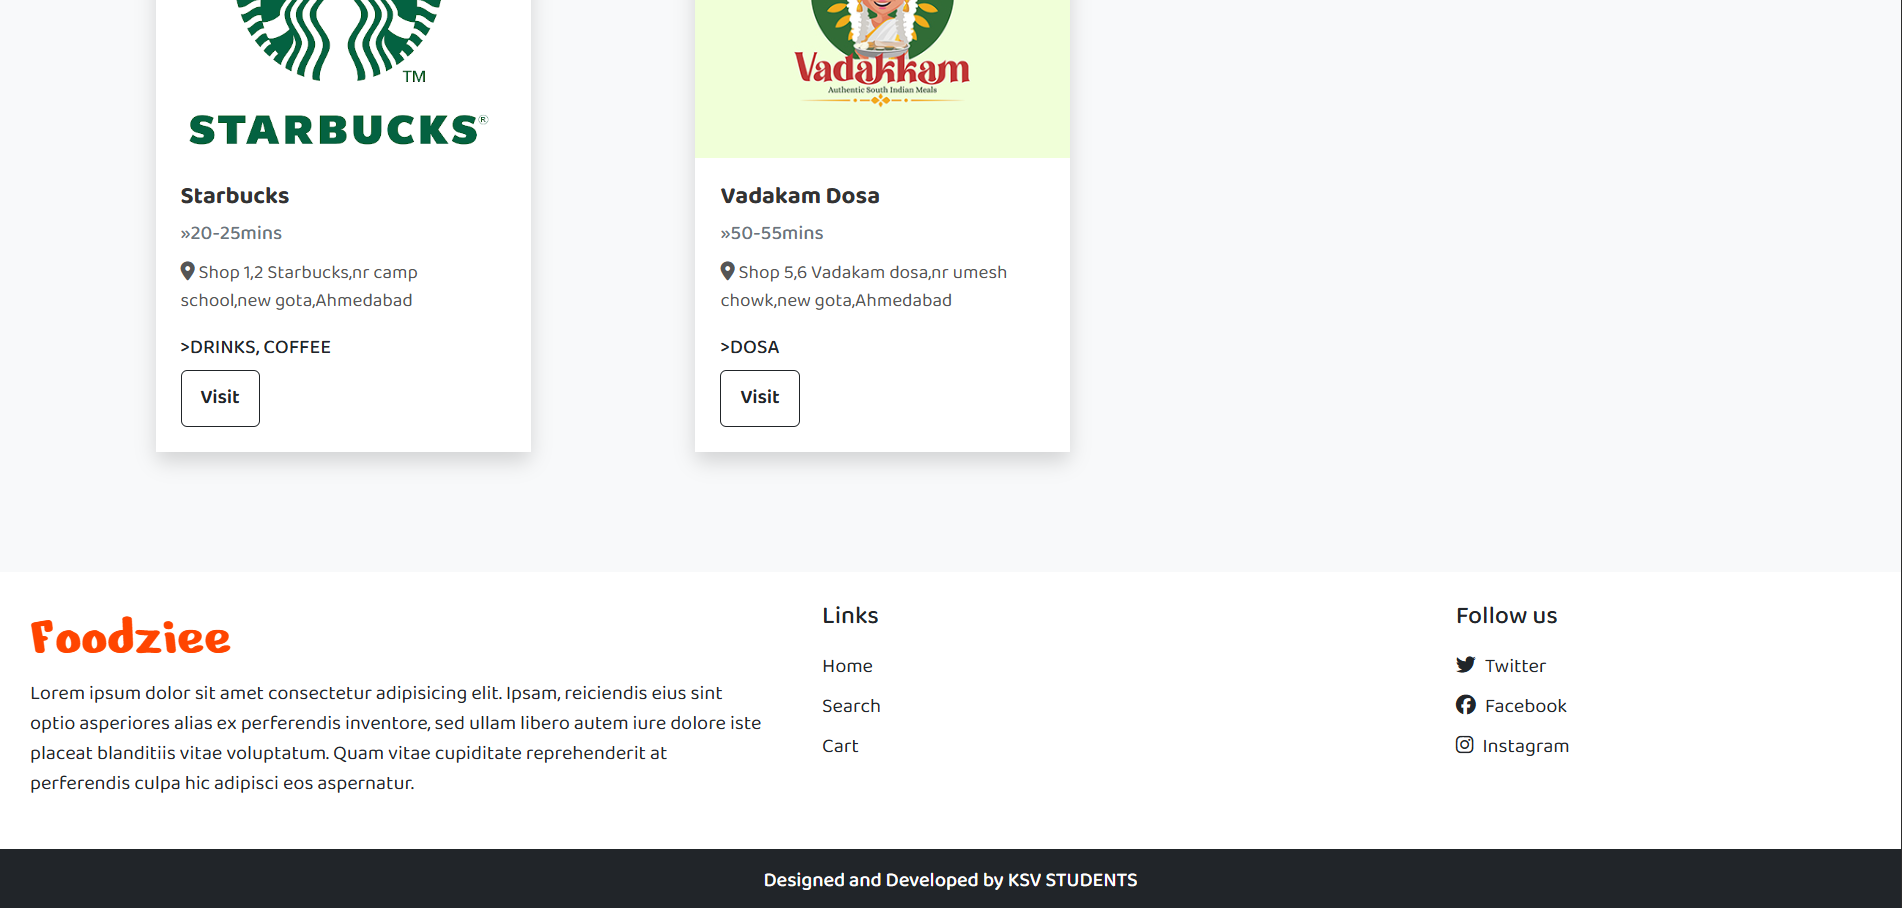 TM
STARBUCKS®
Starbucks
»20-25mins
Shop 1,2 Starbucks,nr camp
school,new gota,Ahmedabad
>DRINKS, COFFEE
Visit
Vadakkam
Authentic South Indian Meals
Vadakam Dosa
»50-55mins
Shop 5,6 Vadakam dosa,nr umesh
chowk,new gota,Ahmedabad
>DOSA
Visit
Foodziee
Lorem ipsum dolor sit amet consectetur adipisicing elit. Ipsam, reiciendis eius sint
optio asperiores alias ex perferendis inventore, sed ullam libero autem iure dolore iste
placeat blanditiis vitae voluptatum. Quam vitae cupiditate reprehenderit at
perferendis culpa hic adipisci eos aspernatur.
Links
Home
Search
Cart
Follow us
Twitter
Facebook
Instagram
Designed and Developed by KSV STUDENTS